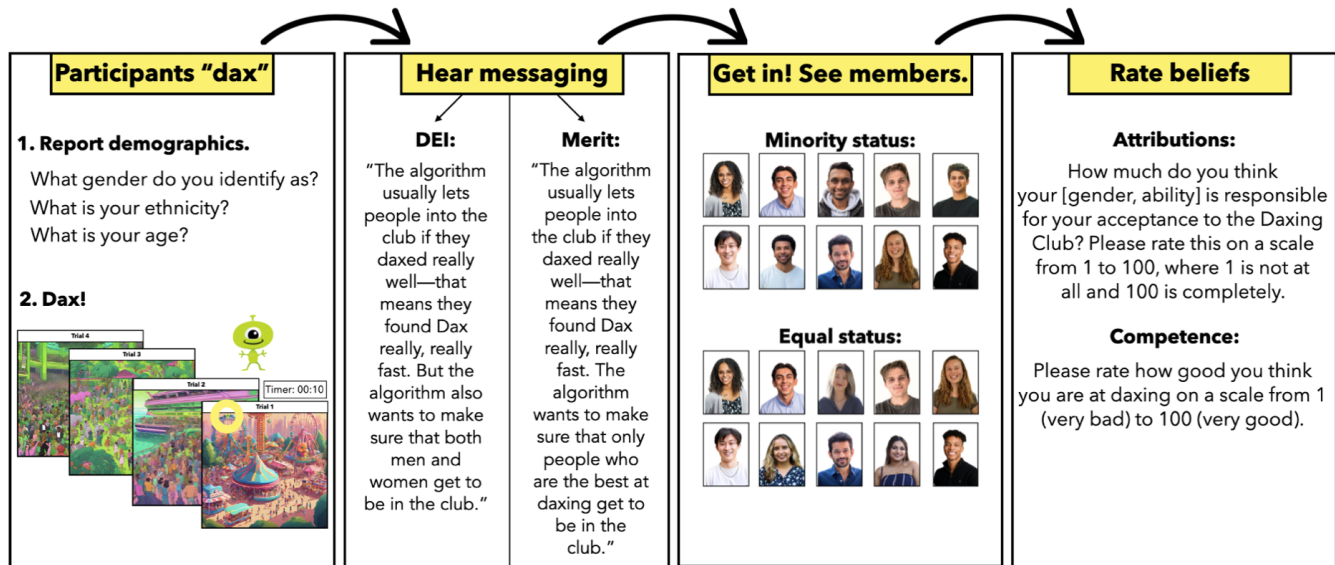 Participants “dax”
1. Report demographics.
What gender do you identify as?
What is your ethnicity?
What is your age?
2. Dax!
Trial 4
Trial 3
Trial 2
Timer: 00:10
Trial 1
Hear messaging
DEI:
“The algorithm
usually lets
people into the
club if they
daxed really
well—that
means they
found Dax
really, really
fast. But the
algorithm also
wants to make
sure that both
men and
women get to
be in the club.”
Merit:
“The algorithm
usually lets
people into
the club if they
daxed really
well—that
means they
found Dax
really, really
fast. The
algorithm
wants to make
sure that only
people who
are the best at
daxing get to
be in the
club.”
Get in! See members.
Minority status:
Equal status:
Rate beliefs
Attributions:
How much do you think
your [gender, ability] is responsible
for your acceptance to the Daxing
Club? Please rate this on a scale
from 1 to 100, where 1 is not at
all and 100 is completely.
Competence:
Please rate how good you think
you are at daxing on a scale from 1
(very bad) to 100 (very good).